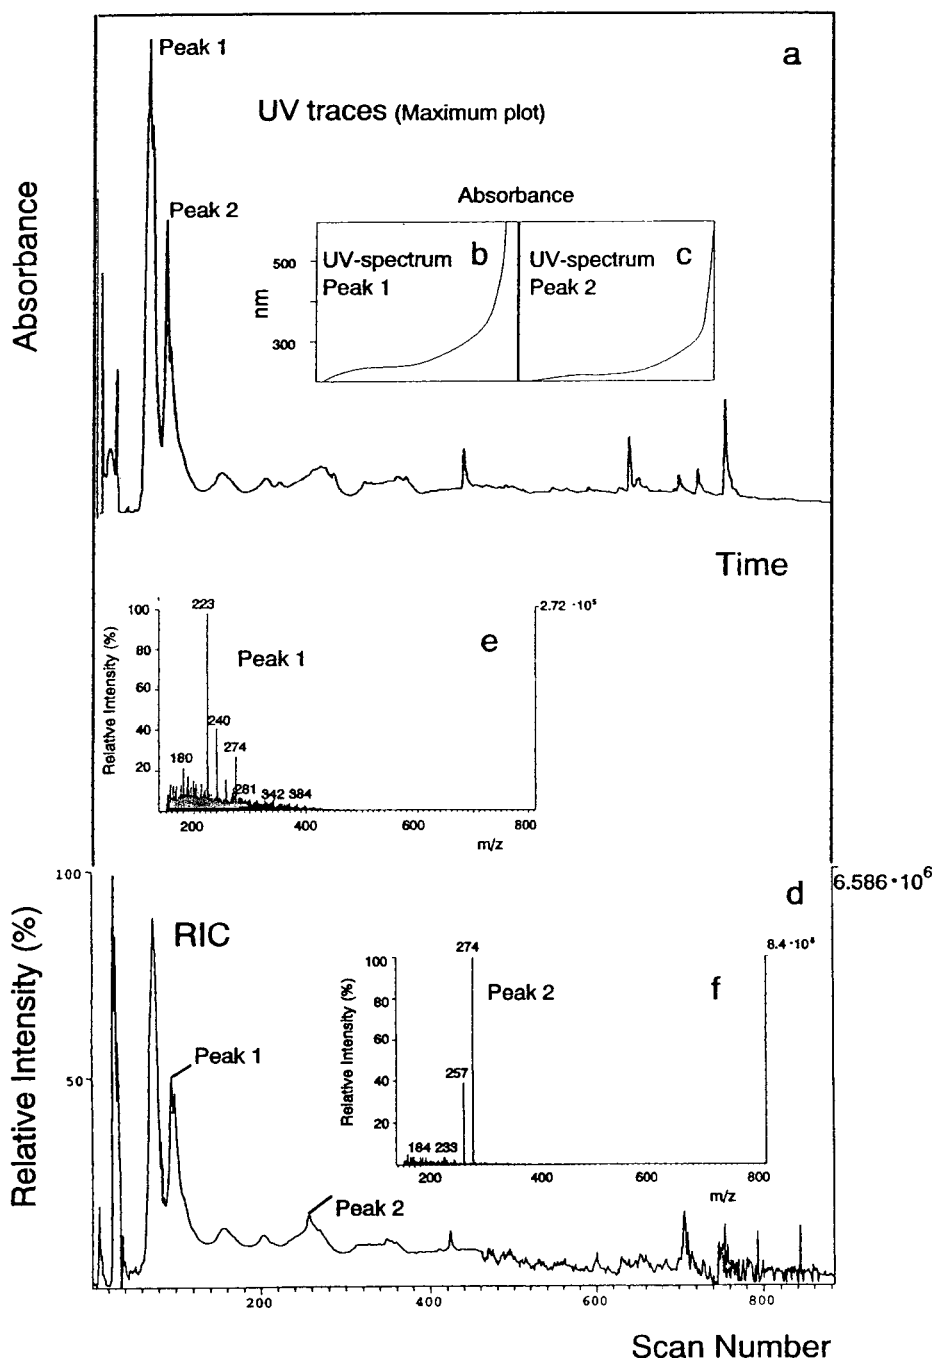 Peak 1
a
UV traces (Maximum plot)
Peak 2
Absorbance
Absorbance
500
300
nm
UV-spectrum
Peak 1
b
UV-spectrum
Peak 2
c
Time
Relative Intensity (%)
100
80
60
40
20
223
240
274
180
281
342
384
Peak 1
e
2.72 ·10⁵
200
400
600
800
m/z
Relative Intensity (%)
100
50
RIC
d
6.586·10⁶
Peak 1
Peak 2
Relative Intensity (%)
100
80
60
40
20
274
257
184
233
Peak 2
f
200
400
600
800
m/z
200
400
600
800
Scan Number